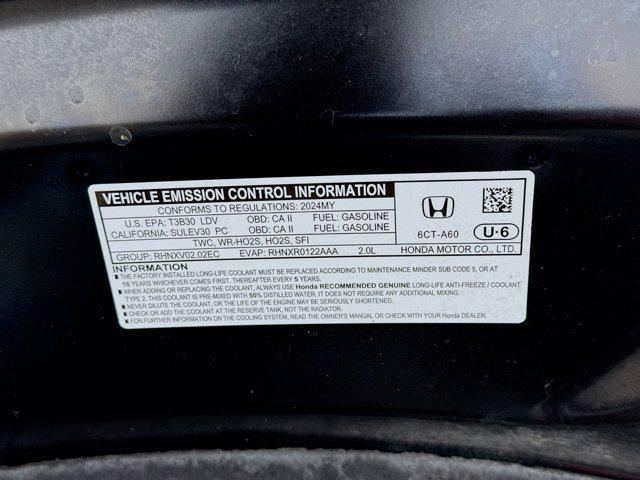 VEHICLE EMISSION CONTROL INFORMATION
CONFORMS TO REGULATIONS: 2024MY
U.S. EPA: T3B30 LDV OBD: CA II FUEL: GASOLINE
CALIFORNIA: SULEV30 PC OBD: CA II FUEL: GASOLINE
TWC, WR-HO2S, HO2S, SFI
GROUP: RHNXV02.02EC EVAP: RHNXR0122AAA 2.0L
6CT-A60
U·6
HONDA MOTOR CO., LTD.
INFORMATION
■ THE FACTORY INSTALLED LONG-LIFE COOLANT MUST BE REPLACED ACCORDING TO MAINTENANCE MINDER SUB CODE 5, OR AT
10 YEARS WHICHEVER COMES FIRST. THEREAFTER EVERY 5 YEARS.
■ WHEN ADDING OR REPLACING THE COOLANT, ALWAYS USE Honda RECOMMENDED GENUINE LONG-LIFE ANTI-FREEZE / COOLANT
TYPE 2. THIS COOLANT IS PRE-MIXED WITH 50% DISTILLED WATER. IT DOES NOT REQUIRE ANY ADDITIONAL MIXING.
■ NEVER DILUTE THE COOLANT, OR THE LIFE OF THE ENGINE MAY BE SERIOUSLY SHORTENED.
■ CHECK OR ADD COOLANT AT THE RESERVE TANK, NOT THE RADIATOR.
■ FOR FURTHER INFORMATION ON THE COOLING SYSTEM, READ THE OWNER'S MANUAL OR CHECK WITH YOUR Honda DEALER.